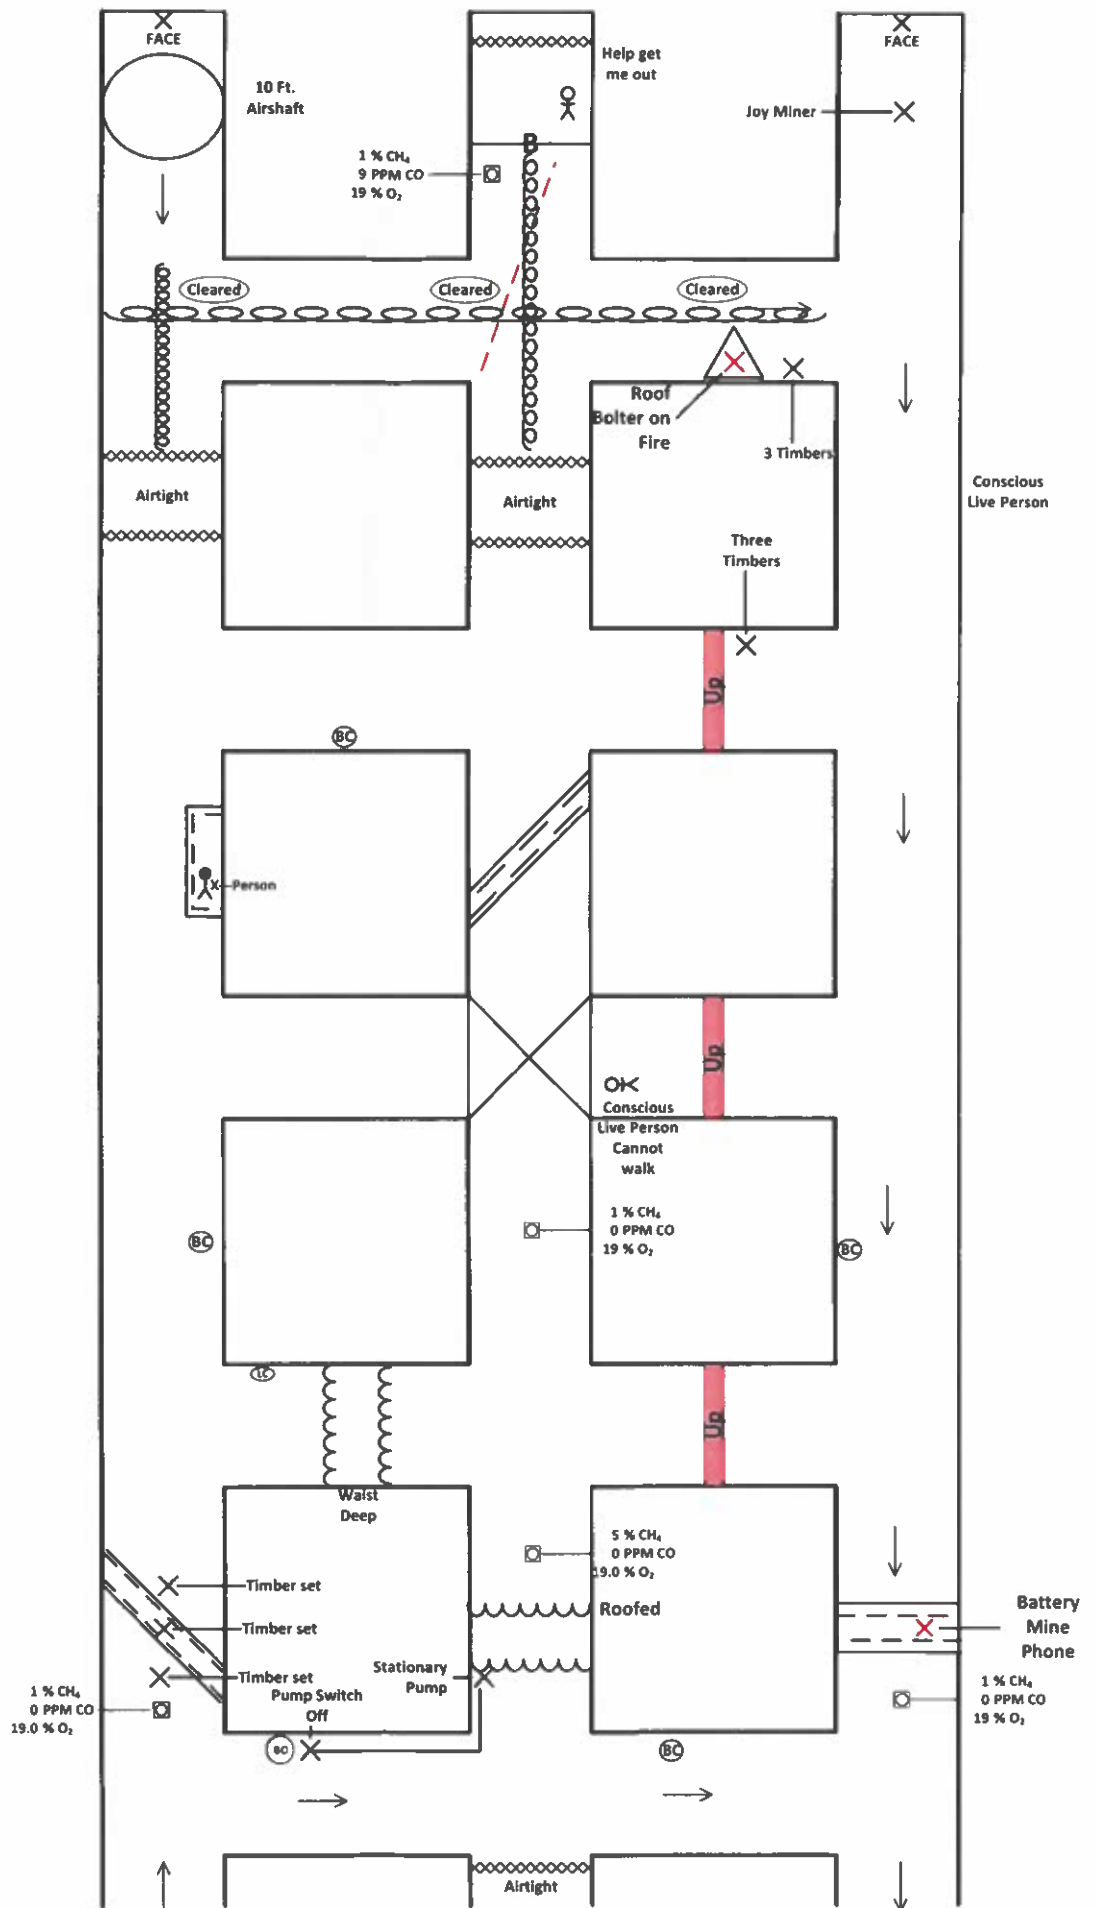 FACE
FACE
Help get
me out
10 Ft.
Airshaft
Joy Miner
B
1 % CH₄
9 PPM CO
19 % O₂
Cleared
Cleared
Cleared
Roof
Bolter on
Fire
3 Timbers
Airtight
Airtight
Conscious
Live Person
Three
Timbers
Up
BC
Person
Up
Conscious
Live Person
Cannot
walk
1 % CH₄
0 PPM CO
19 % O₂
BC
BC
LC
Up
Waist
Deep
5 % CH₄
0 PPM CO
19.0 % O₂
Timber set
Roofed
Battery
Mine
Phone
Timber set
Stationary
Pump
Timber set
Pump Switch
Off
1 % CH₄
0 PPM CO
19.0 % O₂
1 % CH₄
0 PPM CO
19 % O₂
BC
BC
Airtight